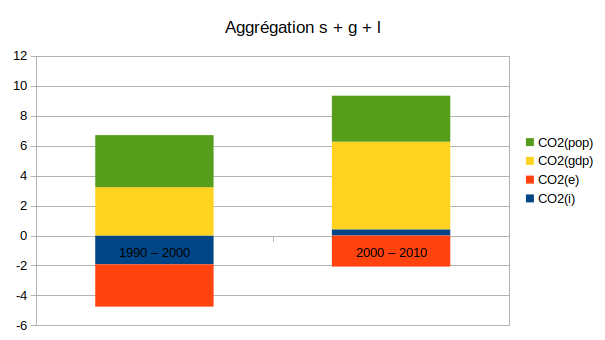 Aggrégation s + g + l
12
10
8
6
4
2
0
-2
-4
-6
1990 – 2000
2000 – 2010
CO2(pop)
CO2(gdp)
CO2(e)
CO2(i)